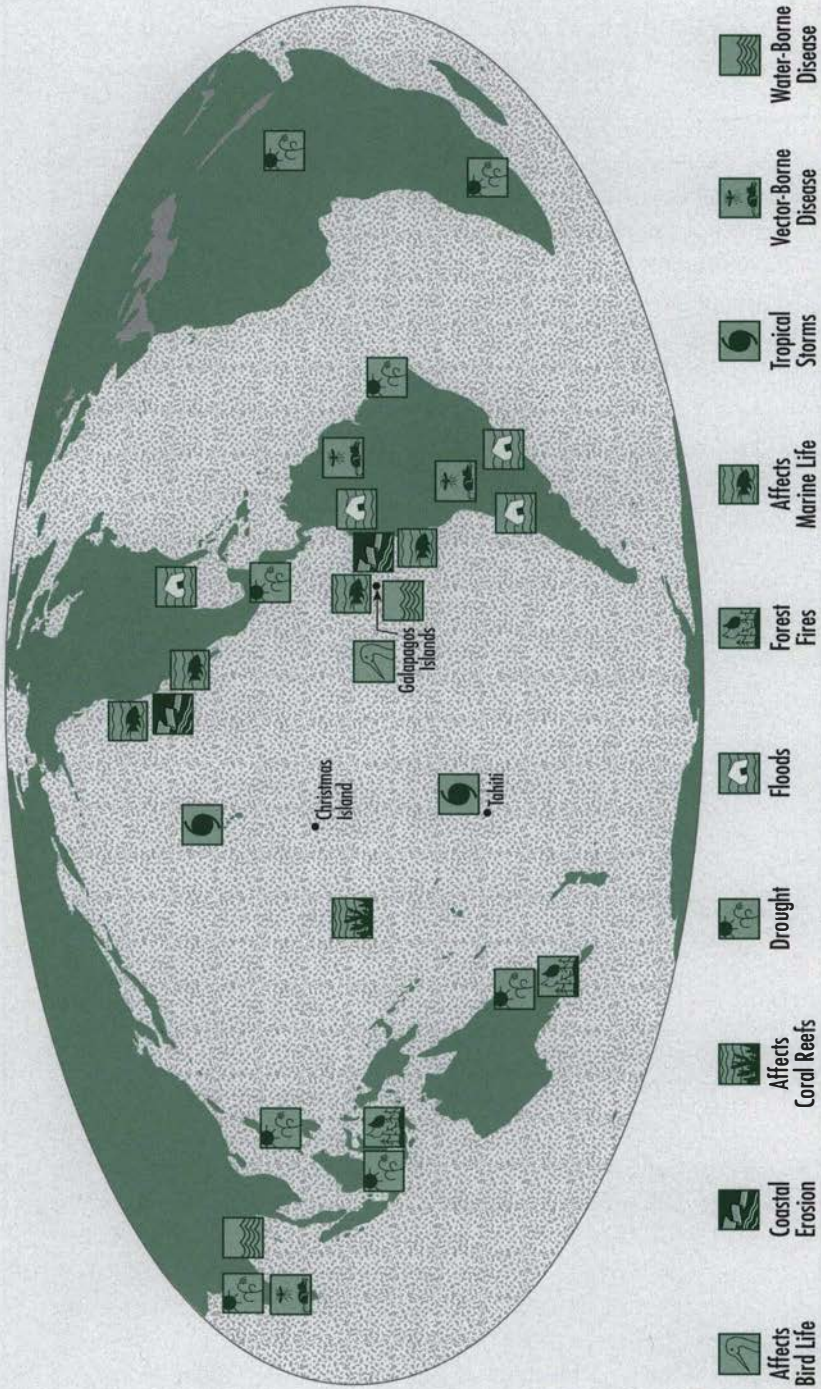 Christmas
Island
Galapagos
Islands
Tahiti
Affects
Bird Life
Coastal
Erosion
Affects
Coral Reefs
Drought
Floods
Forest
Fires
Affects
Marine Life
Tropical
Storms
Vector-Borne
Disease
Water-Borne
Disease